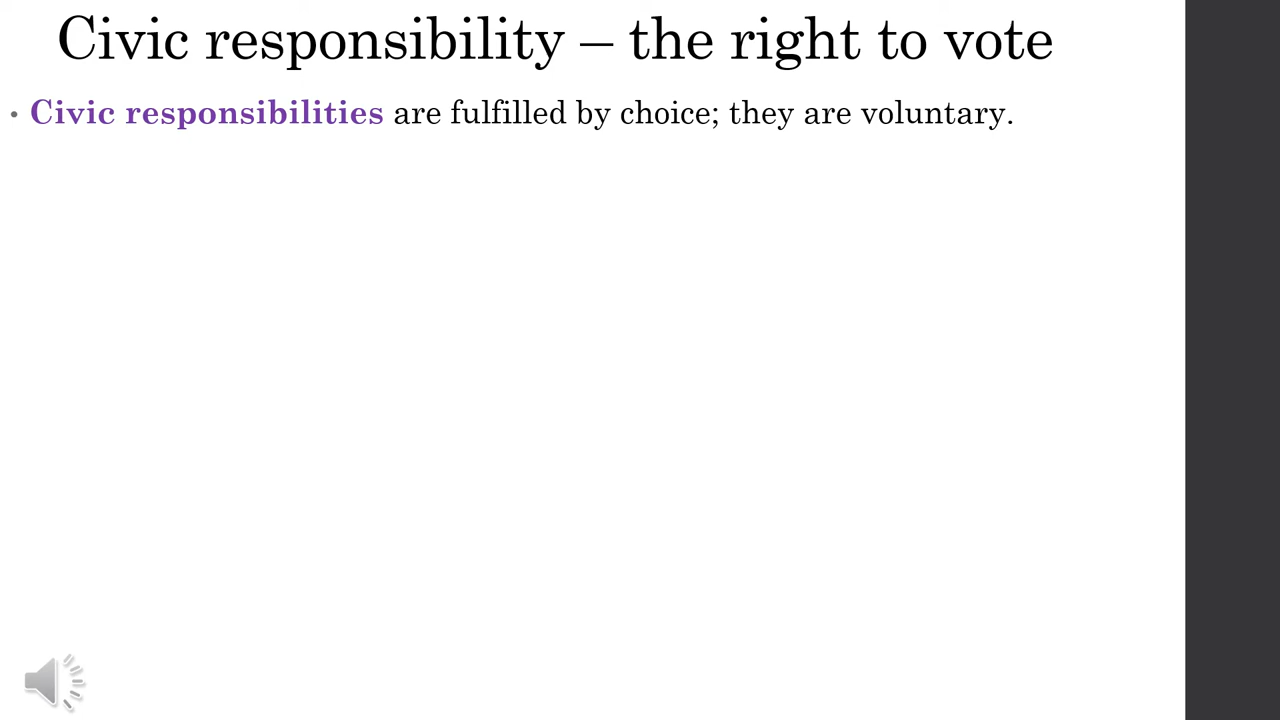 Civic responsibility – the right to vote
• Civic responsibilities are fulfilled by choice; they are voluntary.